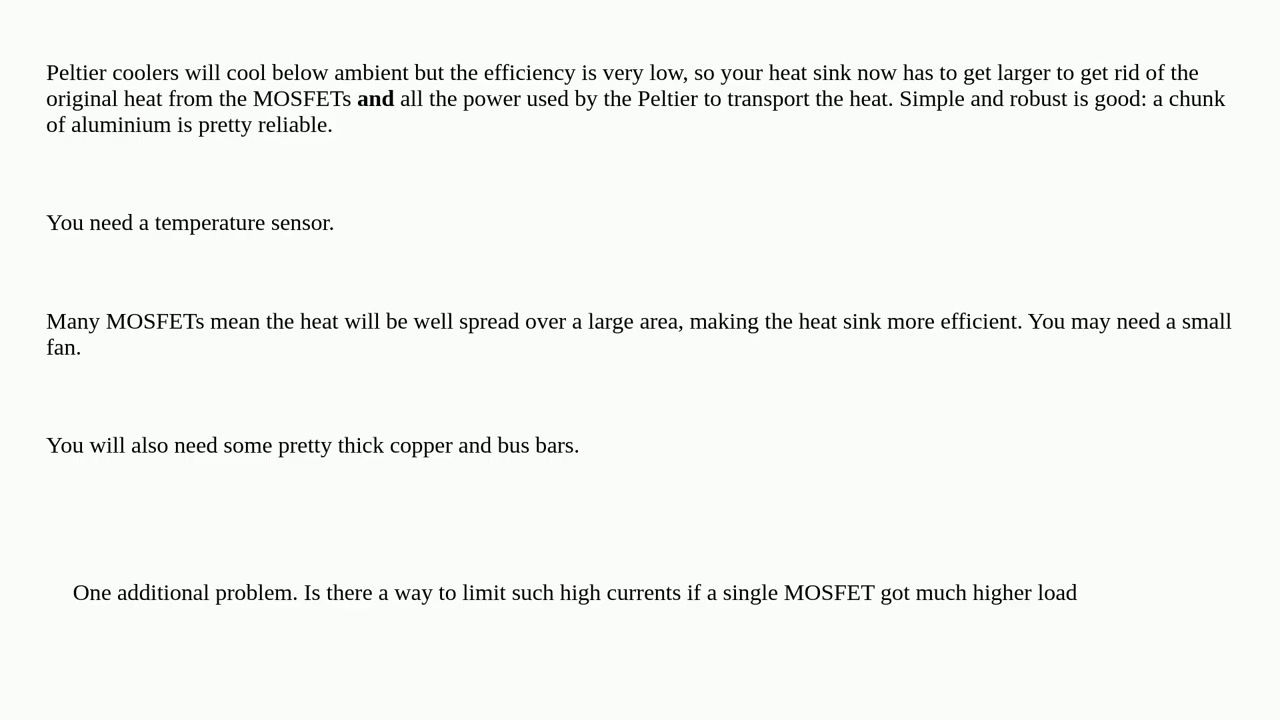 Peltier coolers will cool below ambient but the efficiency is very low, so your heat sink now has to get larger to get rid of the
original heat from the MOSFETs and all the power used by the Peltier to transport the heat. Simple and robust is good: a chunk
of aluminium is pretty reliable.
You need a temperature sensor.
Many MOSFETs mean the heat will be well spread over a large area, making the heat sink more efficient. You may need a small
fan.
You will also need some pretty thick copper and bus bars.
One additional problem. Is there a way to limit such high currents if a single MOSFET got much higher load